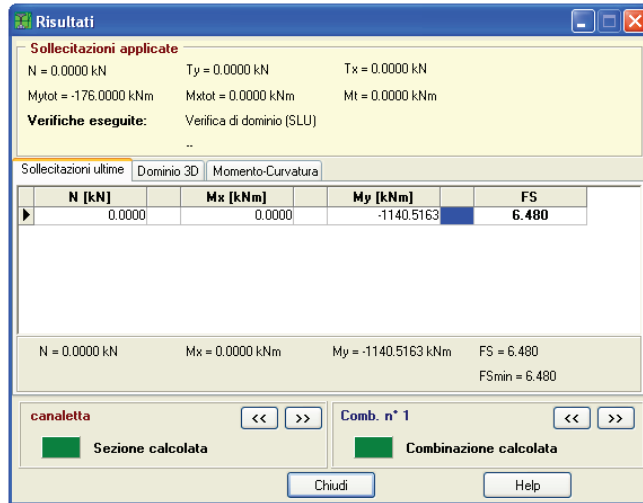 Risultati
Sollecitazioni applicate
N = 0.0000 kN Ty = 0.0000 kN Tx = 0.0000 kN
Mytot = -176.0000 kNm Mxtot = 0.0000 kNm Mt = 0.0000 kNm
Verifiche eseguite: Verifica di dominio (SLU)
--
Sollecitazioni ultime Dominio 3D Momento-Curvatura
N [kN] Mx [kNm] My [kNm] FS
0.0000 0.0000 -1140.5163 6.480
N = 0.0000 kN Mx = 0.0000 kNm My = -1140.5163 kNm FS = 6.480
FSmin = 6.480
canaletta << >> Comb. n° 1 << >>
Sezione calcolata Combinazione calcolata
Chiudi Help